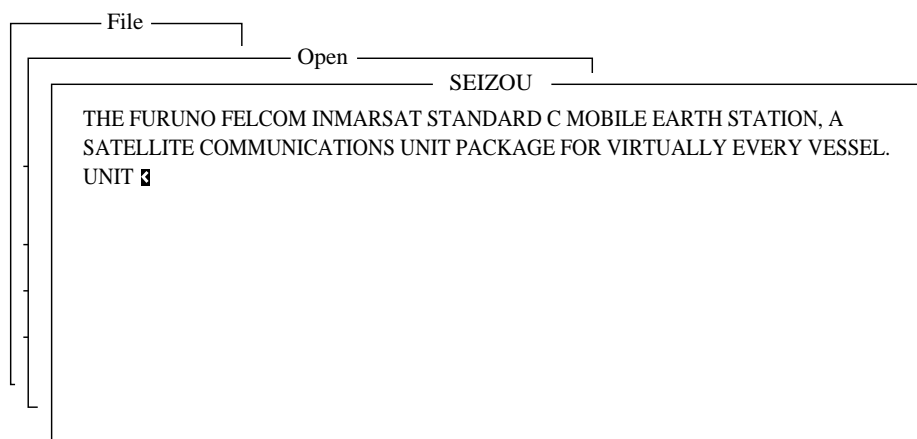 File
Open
SEIZOU
THE FURUNO FELCOM INMARSAT STANDARD C MOBILE EARTH STATION, A
SATELLITE COMMUNICATIONS UNIT PACKAGE FOR VIRTUALLY EVERY VESSEL.
UNIT